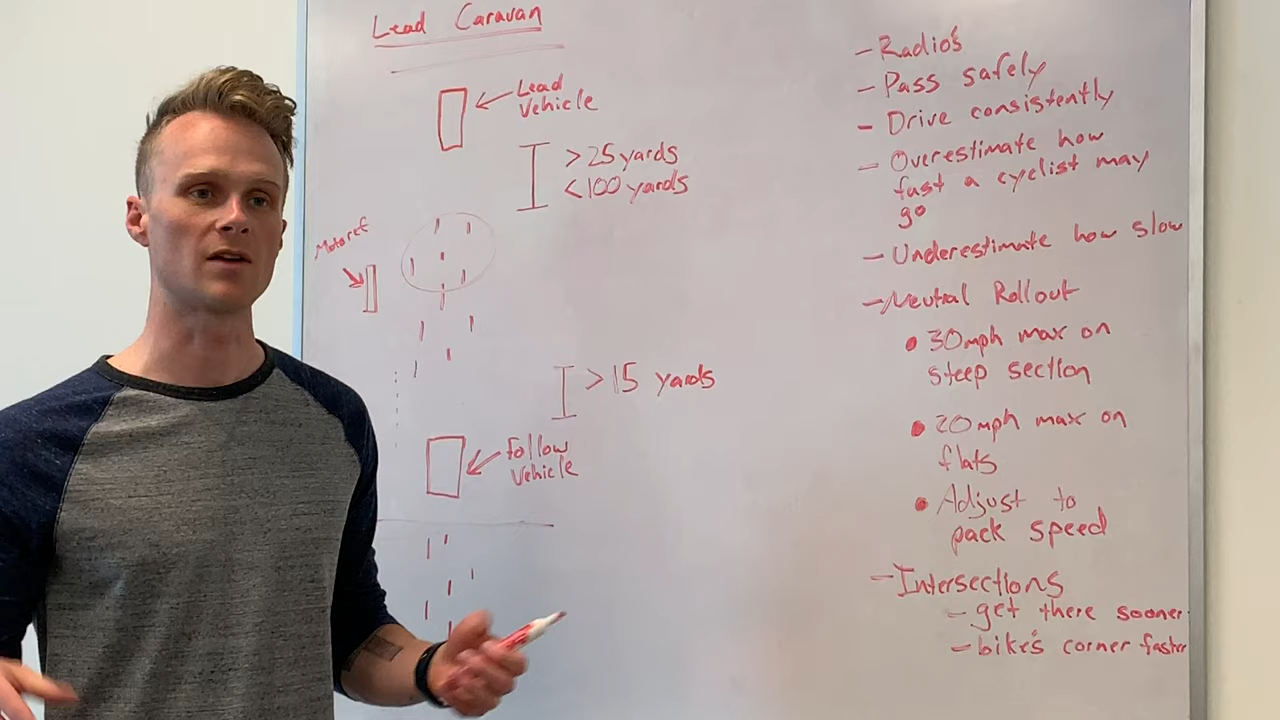 Lead Caravan
Lead
Vehicle
>25 yards
<100 yards
Motoref
>15 yards
Follow
Vehicle
- Radio's
- Pass safely
- Drive consistently
- Overestimate how
fast a cyclist may
go
- Underestimate how slow
- Neutral Rollout
• 30mph max on
steep section
• 20mph max on
flats
• Adjust to
pack speed
- Intersections
- get there sooner
- bike's corner faster